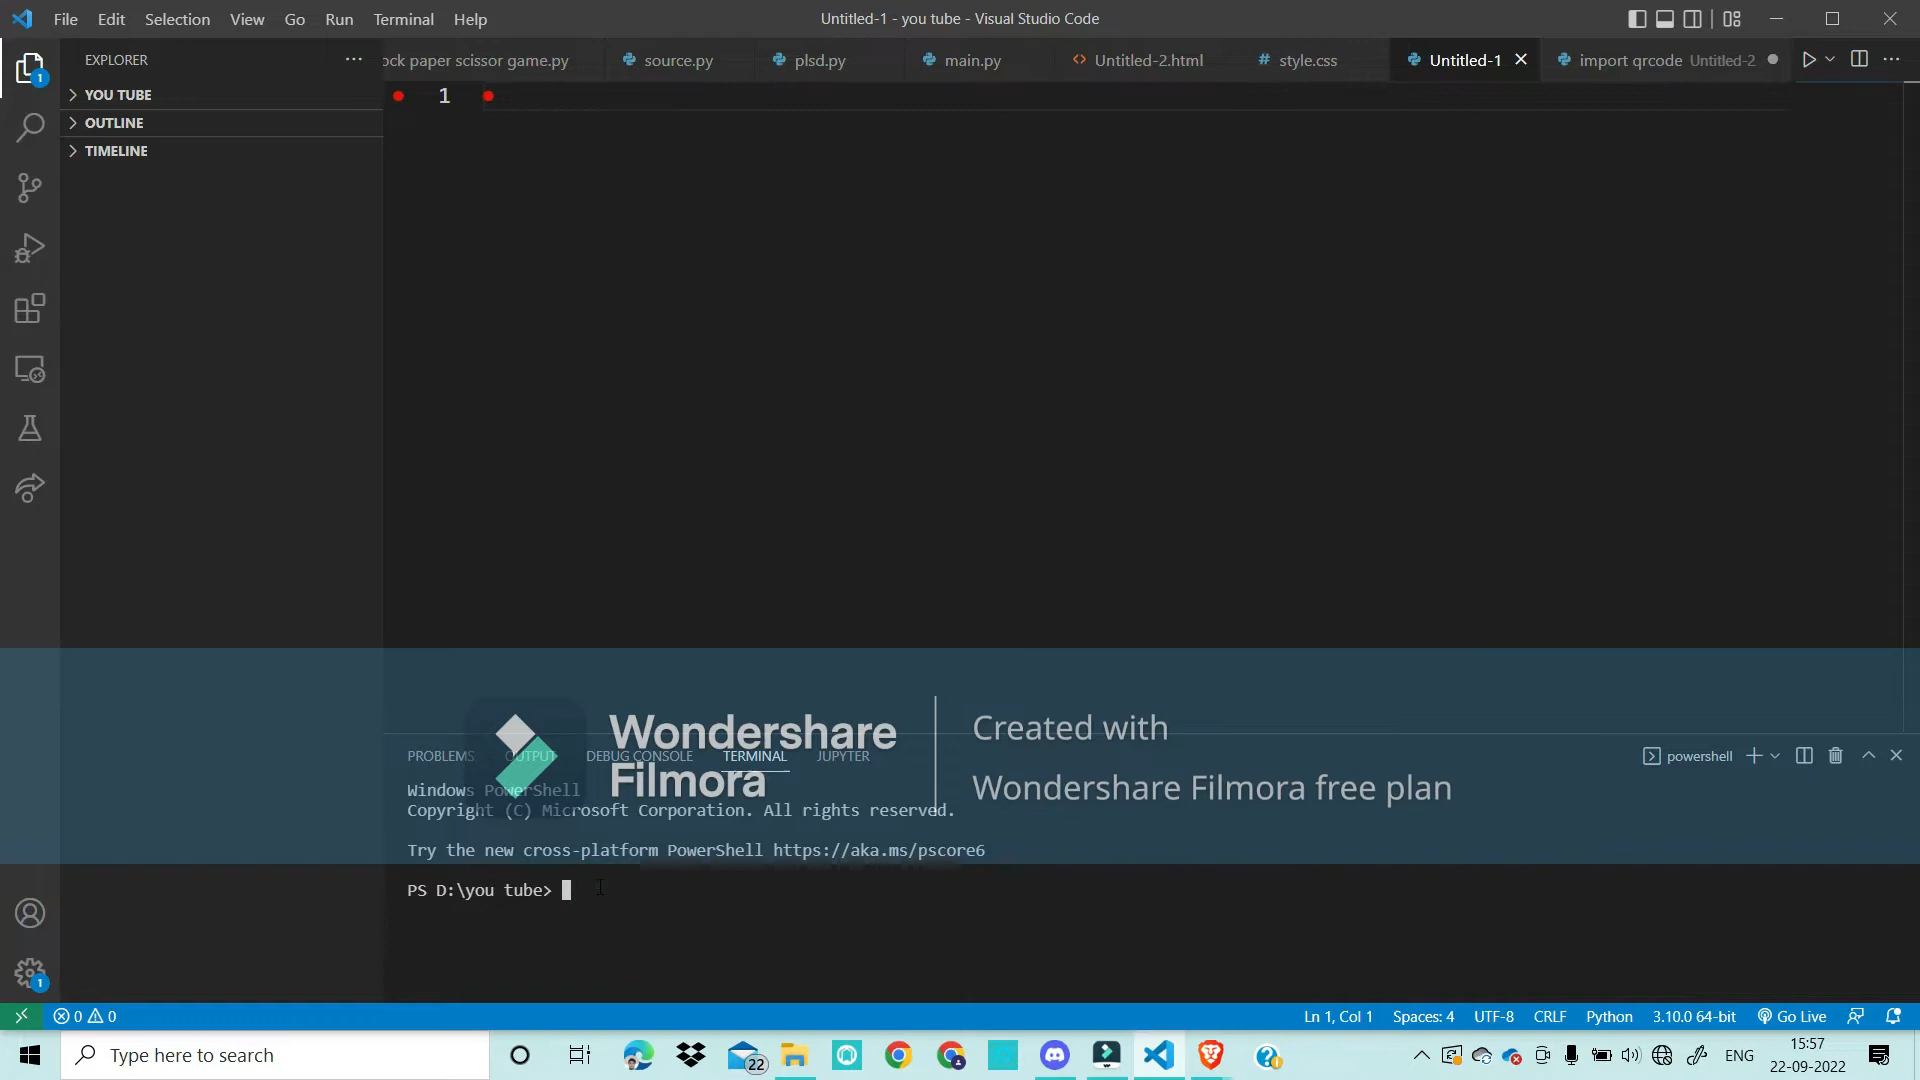 File Edit Selection View Go Run Terminal Help
Untitled-1 - you tube - Visual Studio Code
EXPLORER
ock paper scissor game.py
source.py
plsd.py
main.py
Untitled-2.html
# style.css
Untitled-1
import qrcode Untitled-2
1
YOU TUBE
OUTLINE
TIMELINE
1
Wondershare
Filmora
Created with
Wondershare Filmora free plan
PROBLEMS OUTPUT DEBUG CONSOLE TERMINAL JUPYTER
powershell
Windows PowerShell
Copyright (C) Microsoft Corporation. All rights reserved.
Try the new cross-platform PowerShell https://aka.ms/pscore6
PS D:\you tube>
1
0 0
Ln 1, Col 1 Spaces: 4 UTF-8 CRLF Python 3.10.0 64-bit Go Live
Type here to search
22
ENG
15:57
22-09-2022